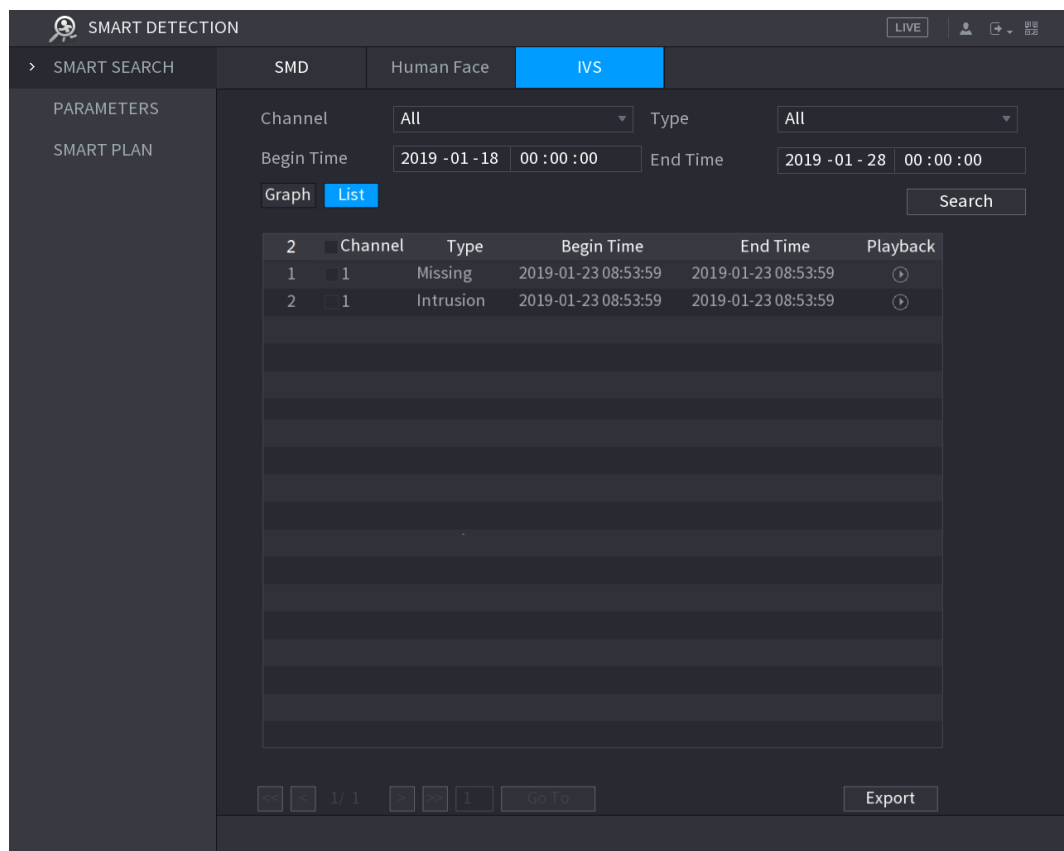 SMART DETECTION LIVE
SMART SEARCH SMD Human Face IVS
PARAMETERS
SMART PLAN
Channel All Type All
Begin Time 2019 -01 -18 00 :00 :00 End Time 2019 -01 - 28 00 :00 :00
Graph List
Search
2 Channel Type Begin Time End Time Playback
1 1 Missing 2019-01-23 08:53:59 2019-01-23 08:53:59
2 1 Intrusion 2019-01-23 08:53:59 2019-01-23 08:53:59
<< < 1/ 1 > >> 1 Go To Export